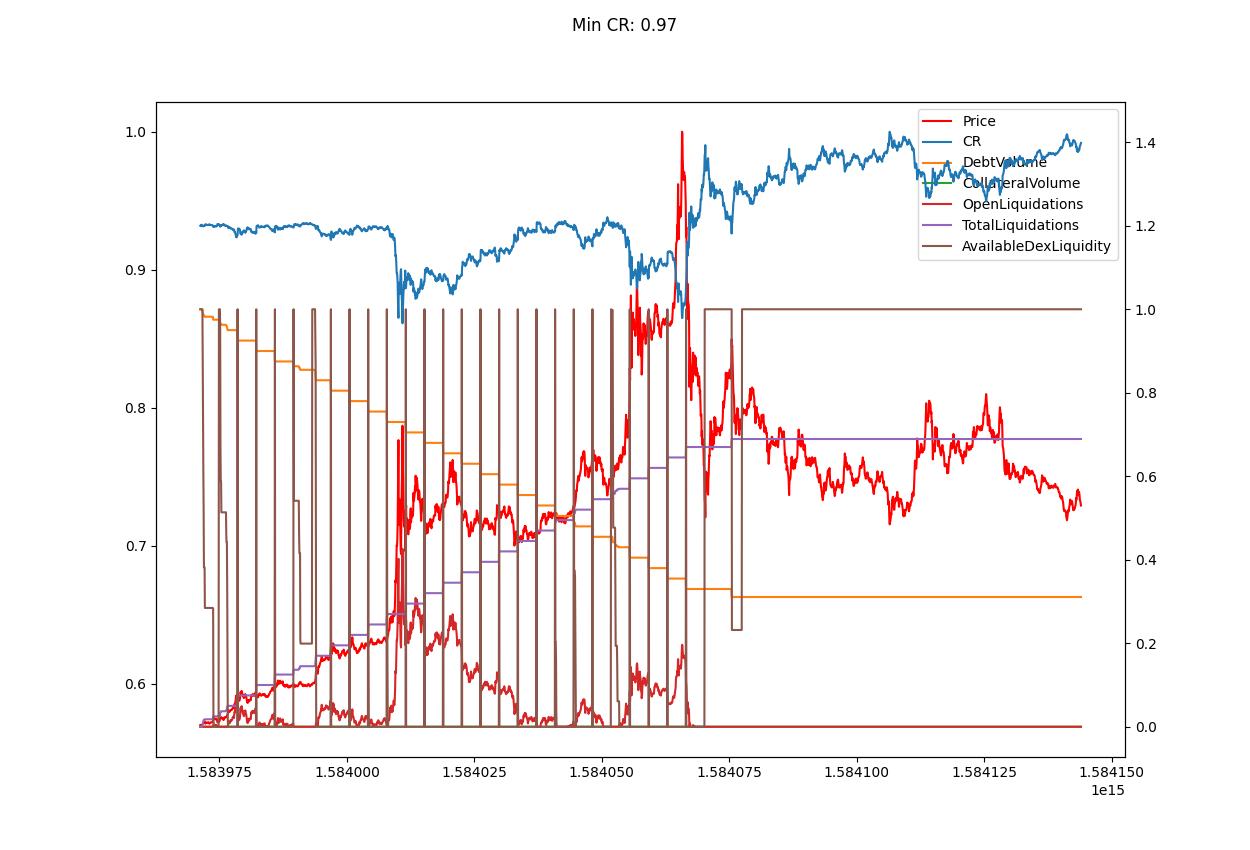 Min CR: 0.97
1.0
0.9
0.8
0.7
0.6
1.4
1.2
1.0
0.8
0.6
0.4
0.2
0.0
Price
CR
DebtVolume
CollateralVolume
OpenLiquidations
TotalLiquidations
AvailableDexLiquidity
1.583975 1.584000 1.584025 1.584050 1.584075 1.584100 1.584125 1.584150
1e15